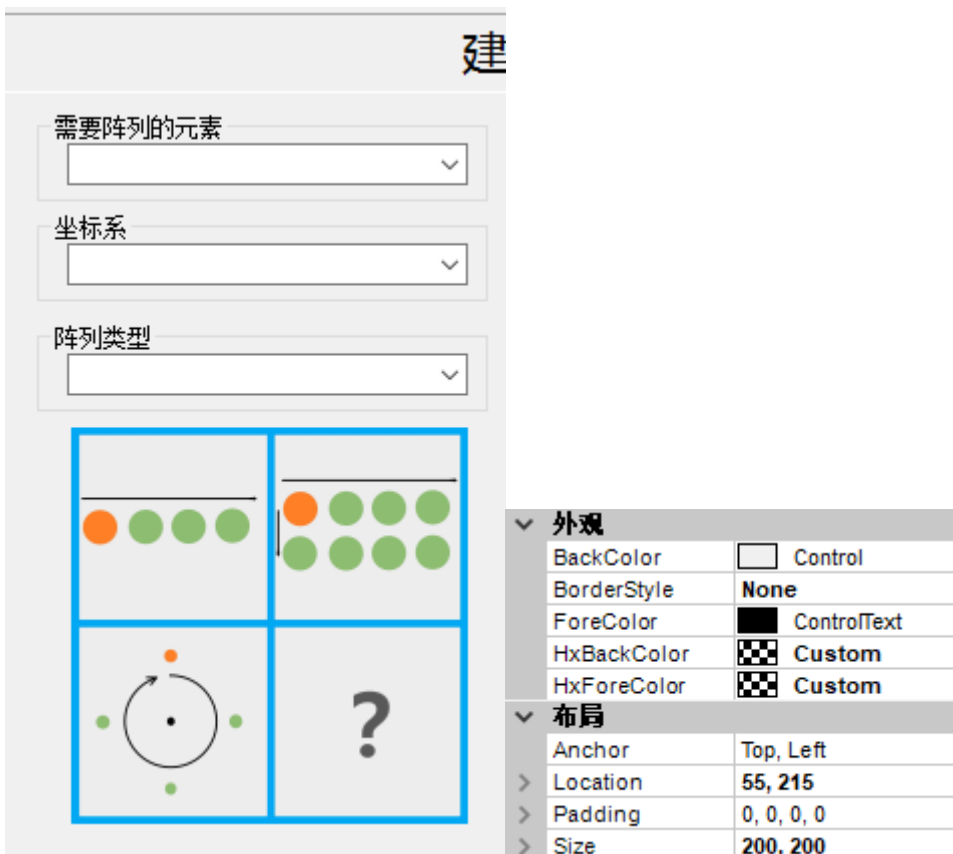 建
需要阵列的元素
坐标系
阵列类型
?
外观
BackColor Control
BorderStyle None
ForeColor ControlText
HxBackColor Custom
HxForeColor Custom
布局
Anchor Top, Left
Location 55, 215
Padding 0, 0, 0, 0
Size 200, 200